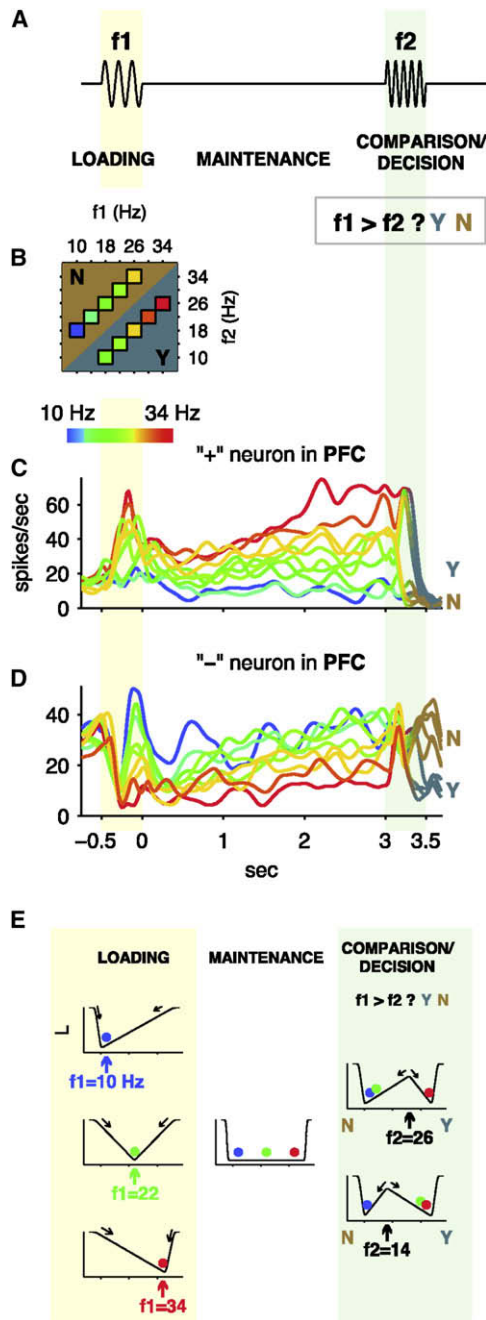 A
f1 f2
LOADING MAINTENANCE COMPARISON/
DECISION
f1 > f2 ? Y N
f1 (Hz)
10 18 26 34
B
N 34
26
18
Y 10
f2 (Hz)
10 Hz 34 Hz
C "+" neuron in PFC
spikes/sec
60
40
20
0
Y
N
"−" neuron in PFC
D
40
20
0
N
Y
−0.5 0 1 2 3 3.5
sec
E
LOADING MAINTENANCE COMPARISON/
DECISION
f1 > f2 ? Y N
L
f1=10 Hz
N Y
f2=26
f1=22
N Y
f2=14
f1=34